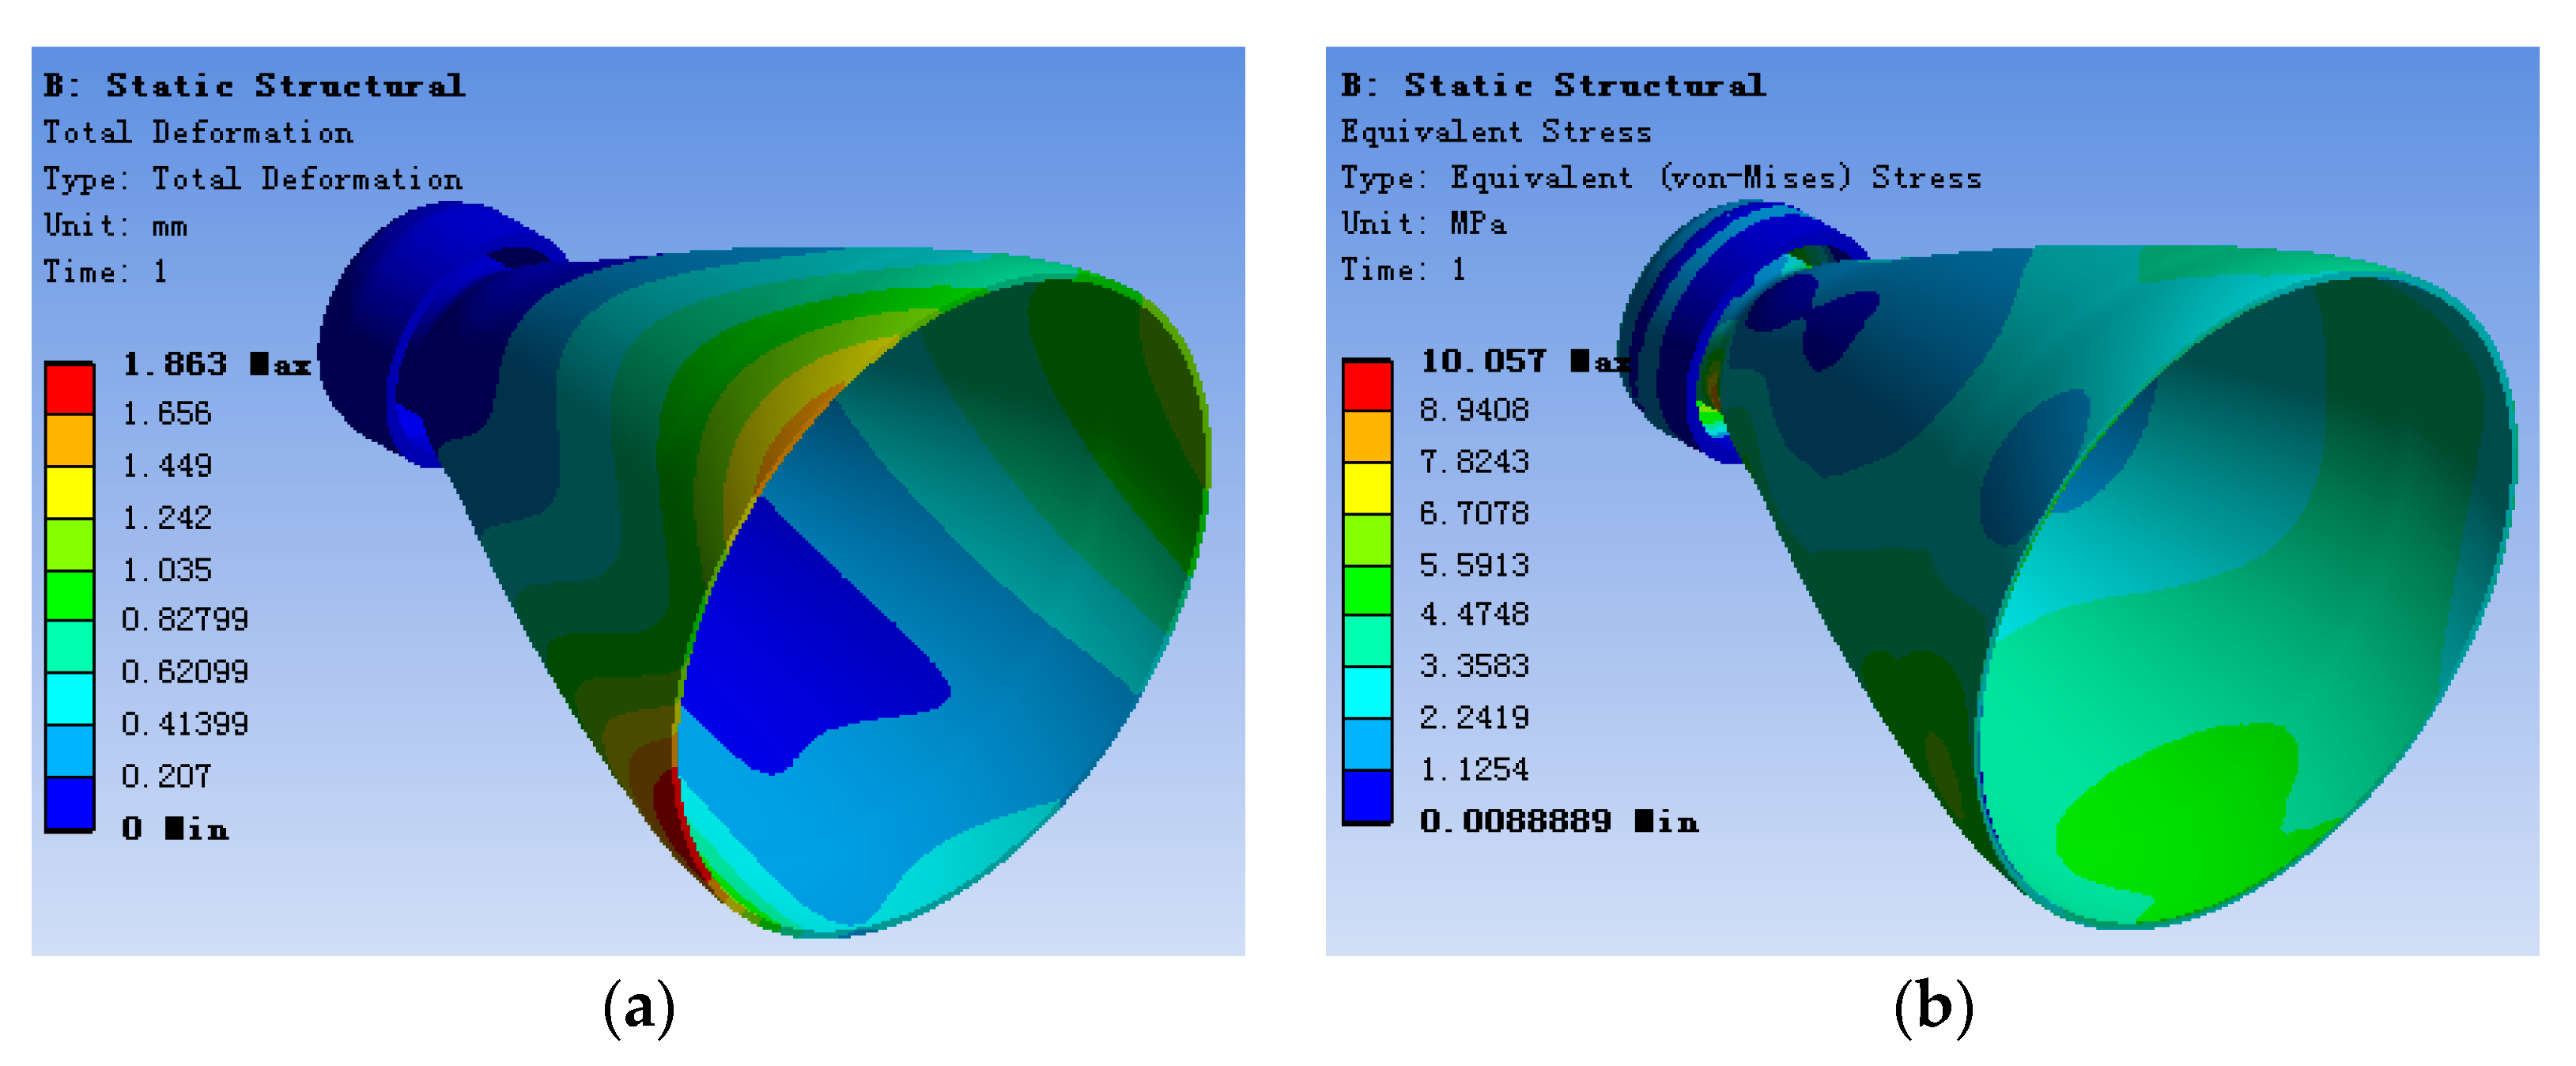 B: Static Structural
Total Deformation
Type: Total Deformation
Unit: mm
Time: 1
1.863 Max
1.656
1.449
1.242
1.035
0.82799
0.62099
0.41399
0.207
0 Min
(a)
B: Static Structural
Equivalent Stress
Type: Equivalent (von-Mises) Stress
Unit: MPa
Time: 1
10.057 Max
8.9408
7.8243
6.7078
5.5913
4.4748
3.3583
2.2419
1.1254
0.0088889 Min
(b)